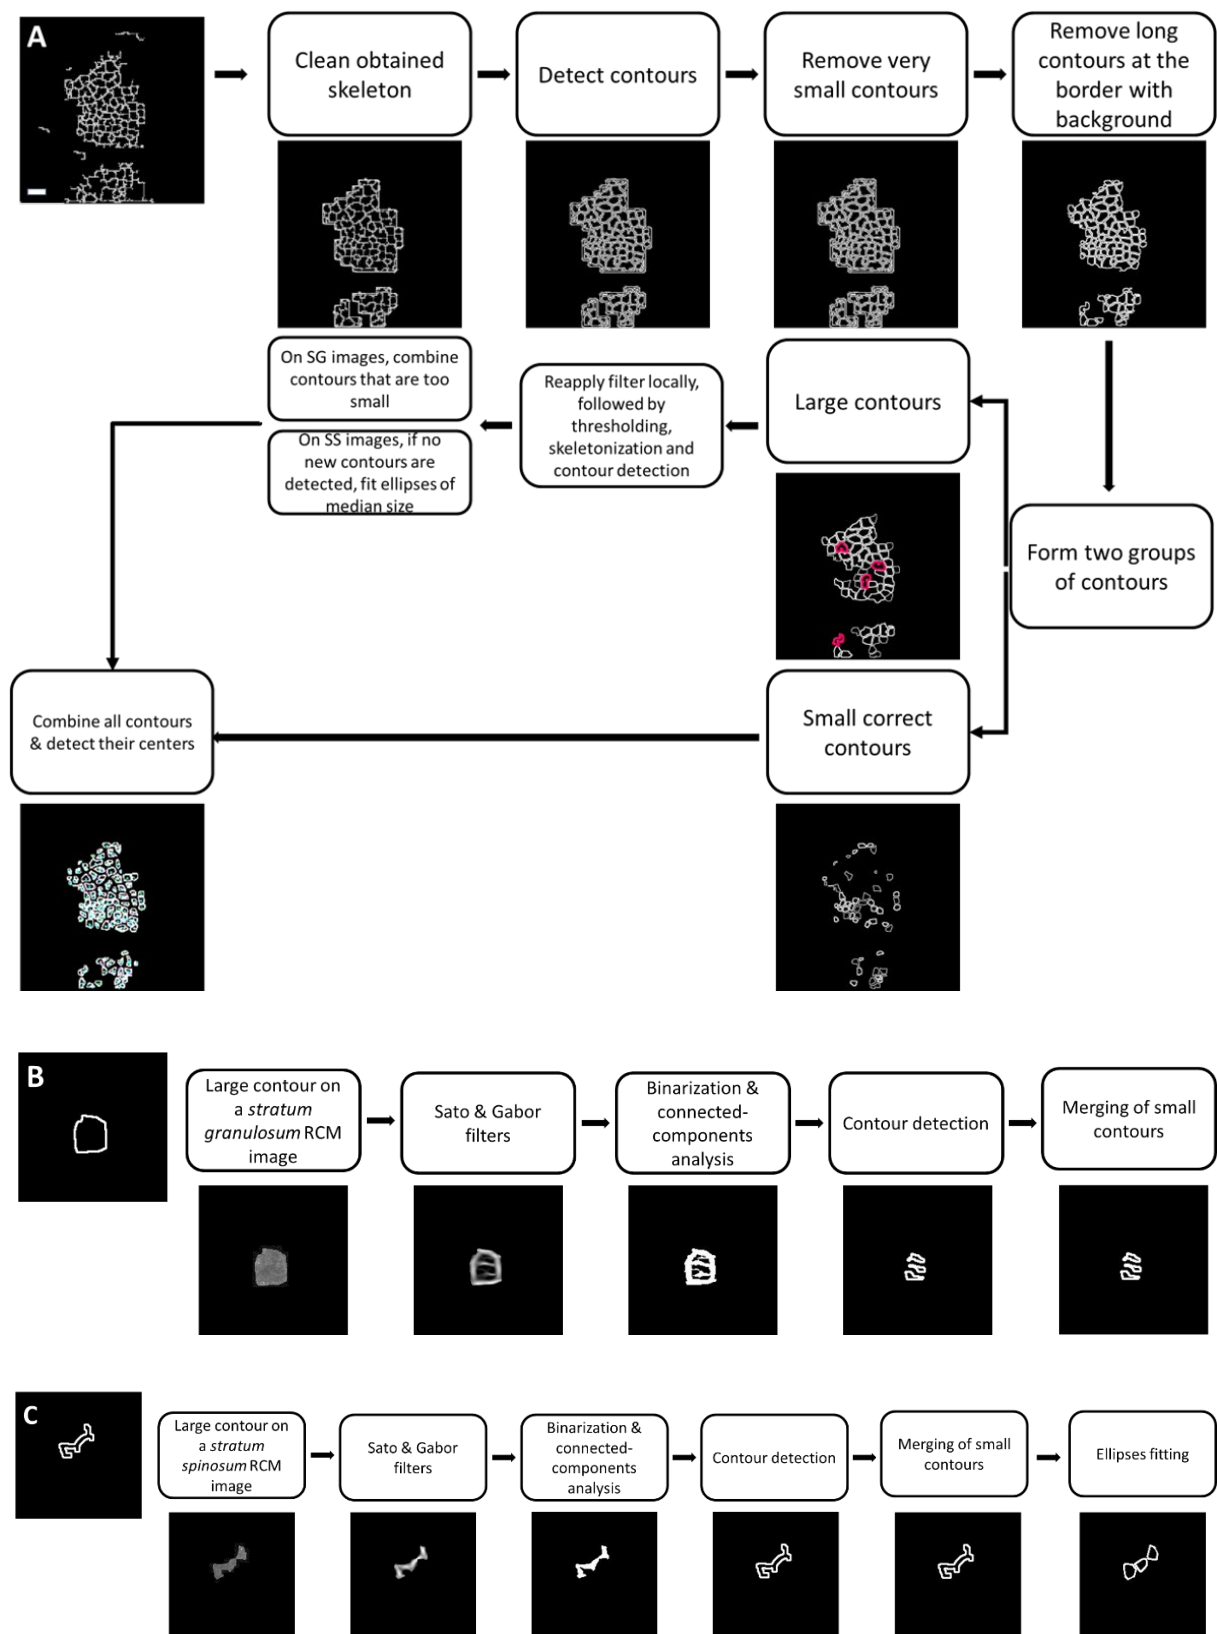 A
Clean obtained
skeleton
Detect contours
Remove very
small contours
Remove long
contours at the
border with
background
On SG images, combine
contours that are too
small
On SS images, if no
new contours are
detected, fit ellipses of
median size
Reapply filter locally,
followed by
thresholding,
skeletonization and
contour detection
Large contours
Form two groups
of contours
Combine all contours
& detect their centers
Small correct
contours
B
Large contour on
a stratum
granulosum RCM
image
Sato & Gabor
filters
Binarization &
connected-
components
analysis
Contour detection
Merging of small
contours
C
Large contour on
a stratum
spinosum RCM
image
Sato & Gabor
filters
Binarization &
connected-
components
analysis
Contour detection
Merging of small
contours
Ellipses fitting